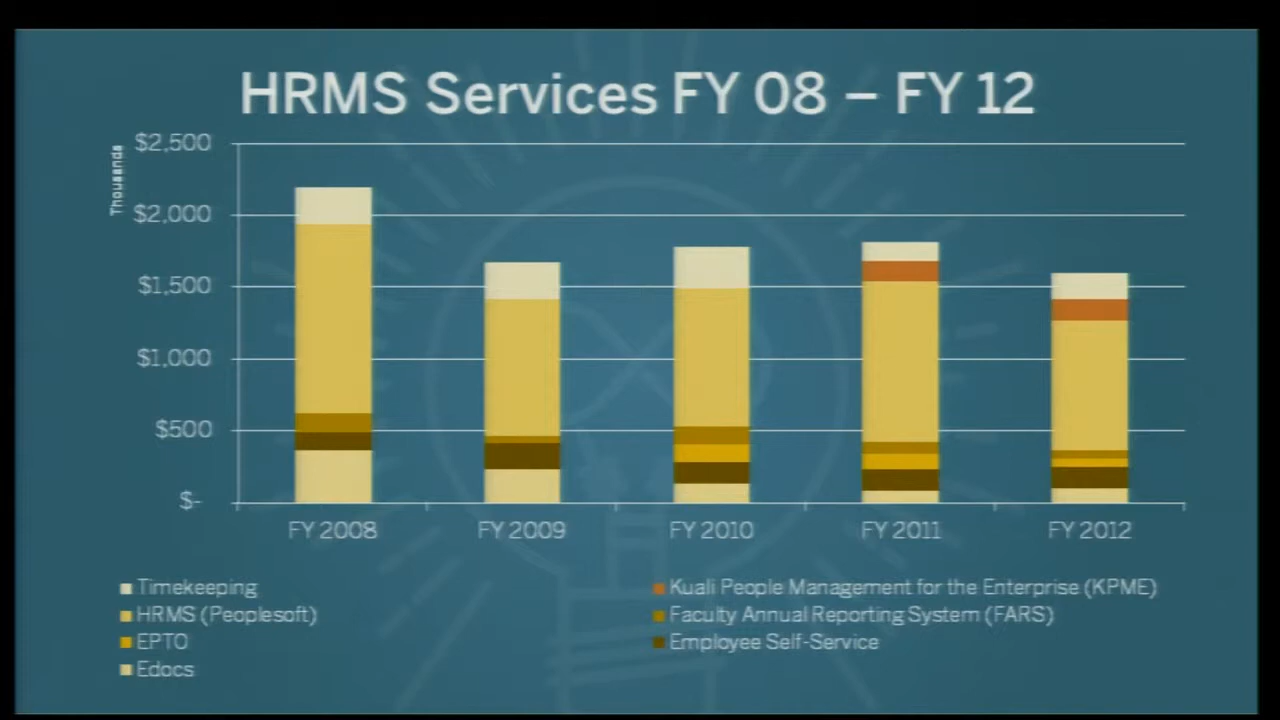 HRMS Services FY 08 – FY 12
Thousands
$2,500
$2,000
$1,500
$1,000
$500
$-
FY 2008
FY 2009
FY 2010
FY 2011
FY 2012
Timekeeping
Kuali People Management for the Enterprise (KPME)
HRMS (Peoplesoft)
Faculty Annual Reporting System (FARS)
EPTO
Employee Self-Service
Edocs